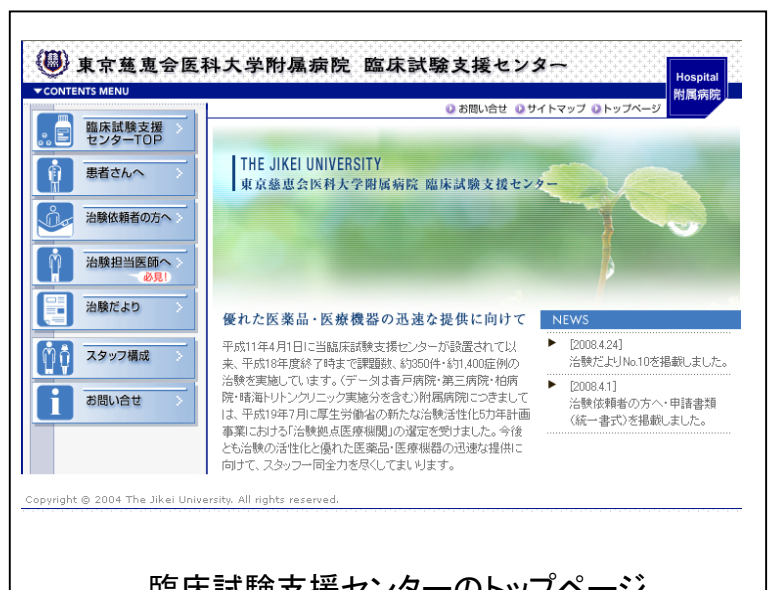 東京慈恵会医科大学附属病院 臨床試験支援センター
Hospital
附属病院
▼CONTENTS MENU
お問い合せ サイトマップ トップページ
臨床試験支援
センターTOP
患者さんへ
治験依頼者の方へ
治験担当医師へ
必見!
治験だより
スタッフ構成
お問い合せ
THE JIKEI UNIVERSITY
東京慈恵会医科大学附属病院 臨床試験支援センター
優れた医薬品・医療機器の迅速な提供に向けて
平成11年4月1日に当臨床試験支援センターが設置されて以
来、平成18年度終了時まで課題数、約350件・約1,400症例の
治験を実施しています。(データは青戸病院・第三病院・柏病
院・晴海トリトンクリニック実施分を含む)附属病院につきまして
は、平成19年7月に厚生労働省の新たな治験活性化5カ年計画
事業における「治験拠点医療機関」の選定を受けました。今後
とも治験の活性化と優れた医薬品・医療機器の迅速な提供に
向けて、スタッフ一同全力を尽くしてまいります。
NEWS
[2008.4.24]
治験だよりNo.10を掲載しました。
[2008.4.1]
治験依頼者の方へ・申請書類
(統一書式)を掲載しました。
Copyright © 2004 The Jikei University. All rights reserved.
臨床試験支援センターのトップページ